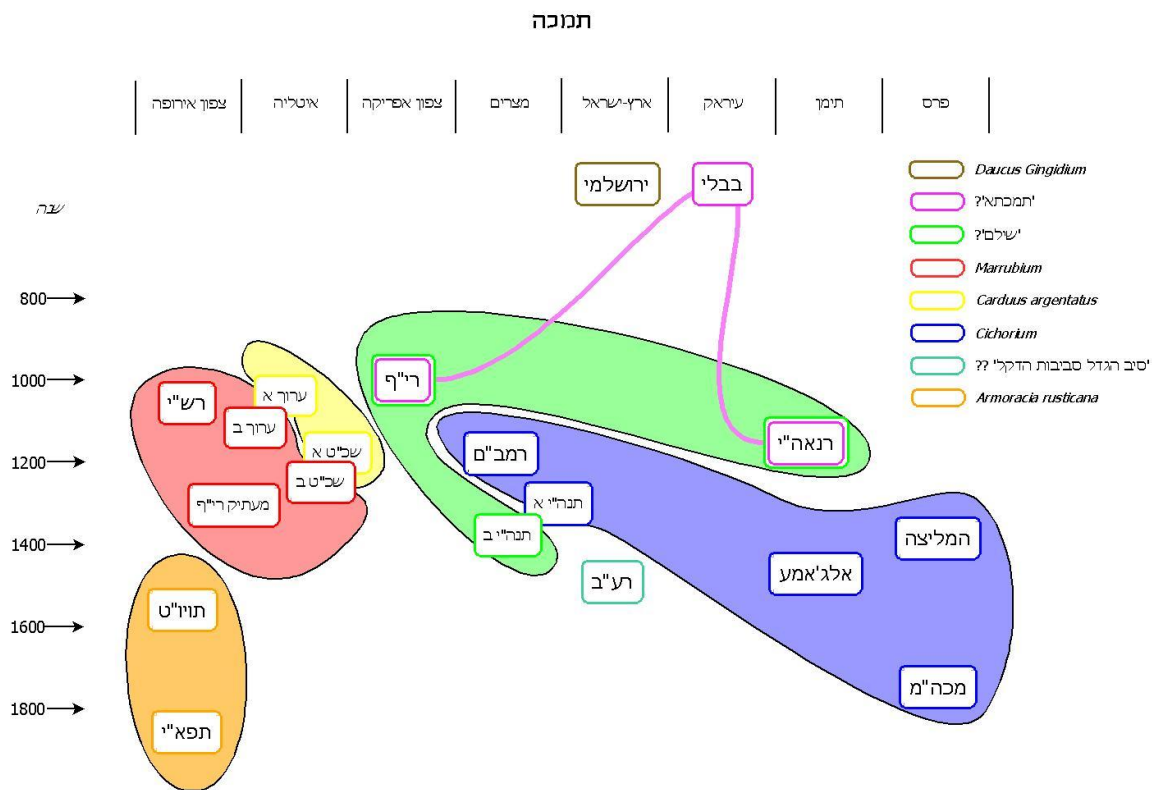 תמכה
צפון אירופה
איטליה
צפון אפריקה
מצרים
ארץ-ישראל
עיראק
תימן
פרס
שנה
800
1000
1200
1400
1600
1800
ירושלמי
בבלי
רי"ף
רנאה"י
רש"י
ערוך א
ערוך ב
שכ"ט א
שכ"ט ב
מעתיק רי"ף
רמב"ם
תנה"י א
תנה"י ב
רע"ב
המליצה
אלג'אמע
מכה"מ
תויו"ט
תפא"י
Daucus Gingidium
'תמכתא'?
'שילם'?
Marrubium
Carduus argentatus
Cichorium
'סיב הגדל סביבות הדקל' ??
Armoracia rusticana